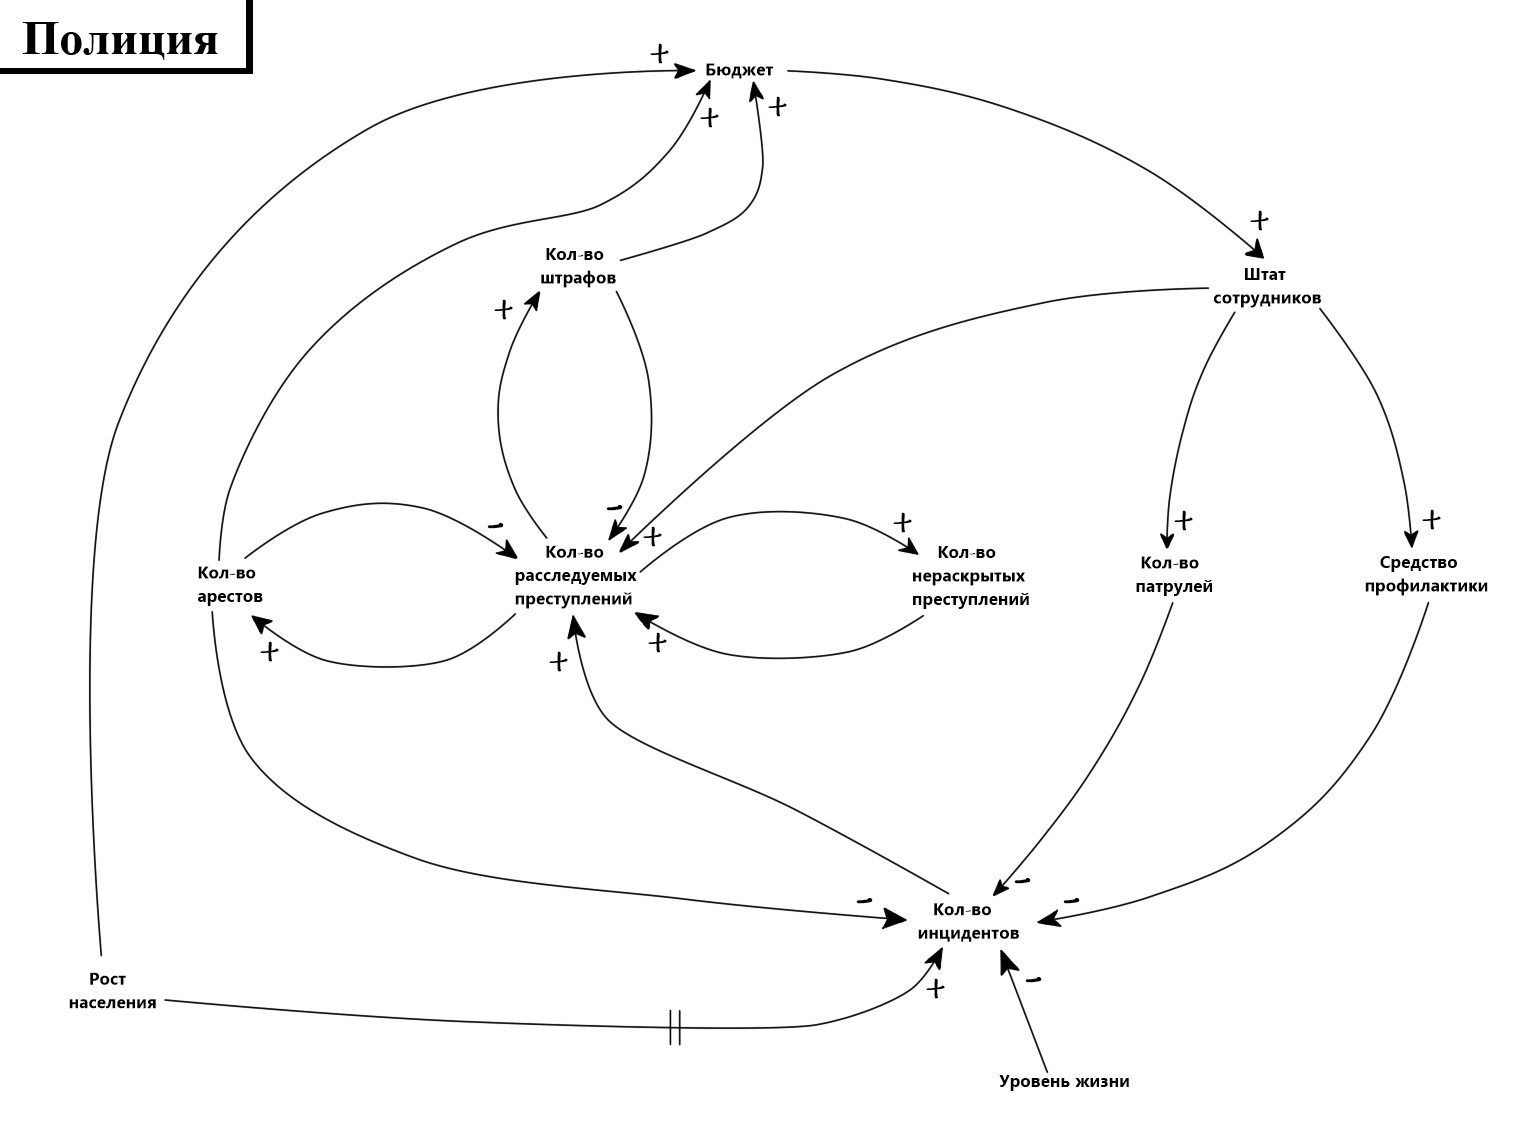 Полиция
+
Бюджет
+
+
+
Кол-во
штрафов
Штат
сотрудников
+
-
-
+
+
+
+
Кол-во
расследуемых
преступлений
Кол-во
нераскрытых
преступлений
Кол-во
патрулей
Средство
профилактики
Кол-во
арестов
+
+
+
-
-
-
Кол-во
инцидентов
Рост
населения
+
-
Уровень жизни